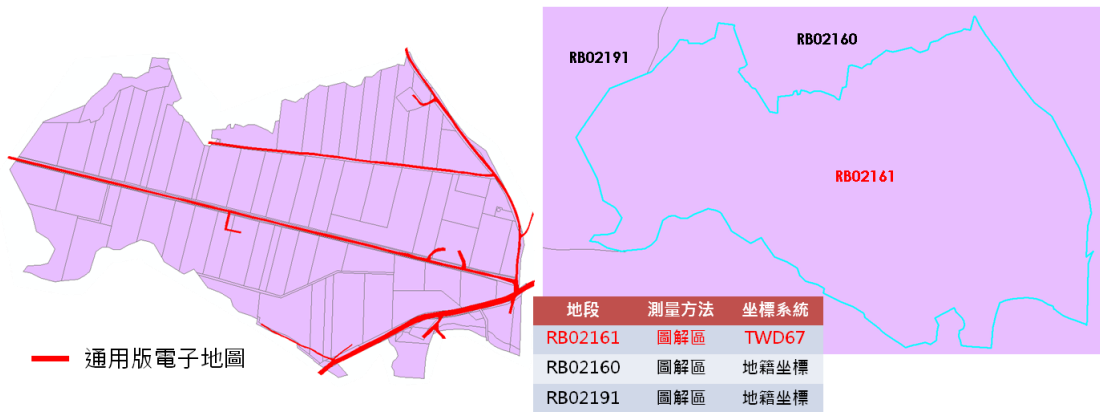 RB02160
RB02191
RB02161
通用版電子地圖
地段 測量方法 坐標系統
RB02161 圖解區 TWD67
RB02160 圖解區 地籍坐標
RB02191 圖解區 地籍坐標